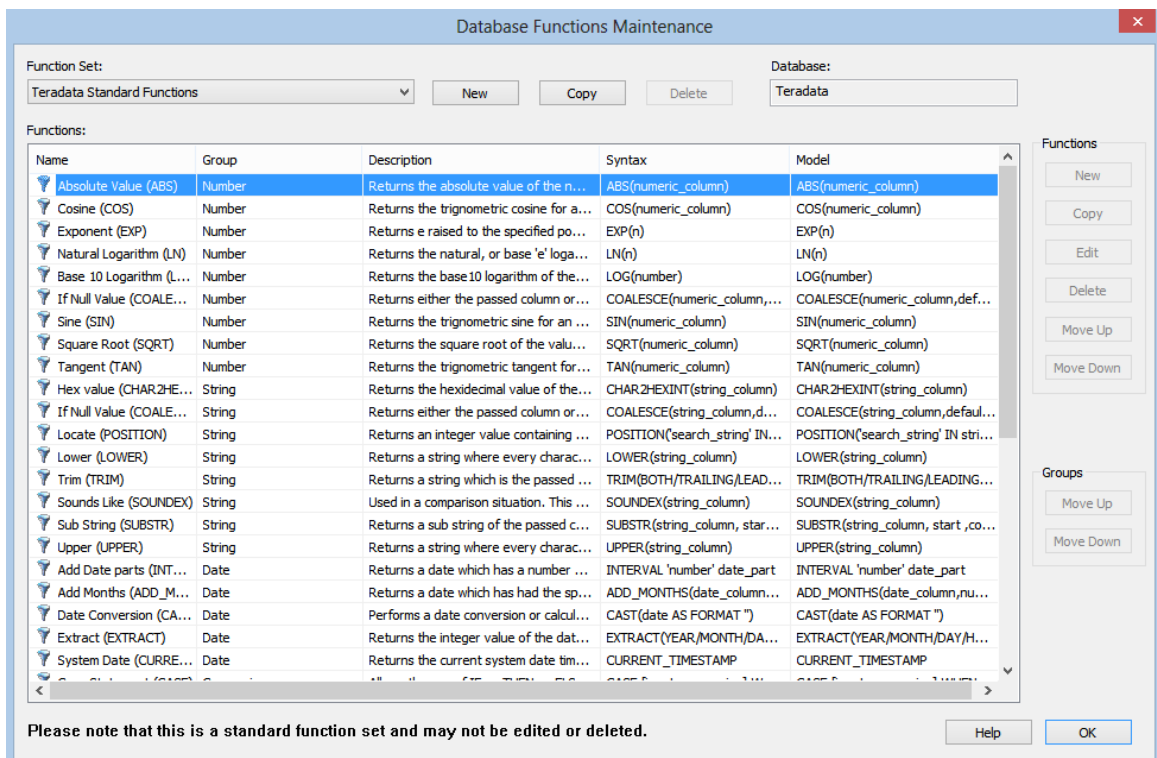 Database Functions Maintenance
Function Set:
Database:
Teradata Standard Functions
New
Copy
Delete
Teradata
Functions:
Name Group Description Syntax Model
Absolute Value (ABS) Number Returns the absolute value of the n... ABS(numeric_column) ABS(numeric_column)
Cosine (COS) Number Returns the trignometric cosine for a... COS(numeric_column) COS(numeric_column)
Exponent (EXP) Number Returns e raised to the specified po... EXP(n) EXP(n)
Natural Logarithm (LN) Number Returns the natural, or base 'e' loga... LN(n) LN(n)
Base 10 Logarithm (L... Number Returns the base10 logarithm of the... LOG(number) LOG(number)
If Null Value (COALE... Number Returns either the passed column or... COALESCE(numeric_column,... COALESCE(numeric_column,def...
Sine (SIN) Number Returns the trignometric sine for an ... SIN(numeric_column) SIN(numeric_column)
Square Root (SQRT) Number Returns the square root of the valu... SQRT(numeric_column) SQRT(numeric_column)
Tangent (TAN) Number Returns the trignometric tangent for... TAN(numeric_column) TAN(numeric_column)
Hex value (CHAR2HE... String Returns the hexidecimal value of the... CHAR2HEXINT(string_column) CHAR2HEXINT(string_column)
If Null Value (COALE... String Returns either the passed column or... COALESCE(string_column,d... COALESCE(string_column,defaul...
Locate (POSITION) String Returns an integer value containing ... POSITION('search_string' IN... POSITION('search_string' IN stri...
Lower (LOWER) String Returns a string where every charac... LOWER(string_column) LOWER(string_column)
Trim (TRIM) String Returns a string which is the passed ... TRIM(BOTH/TRAILING/LEAD... TRIM(BOTH/TRAILING/LEADING...
Sounds Like (SOUNDEX) String Used in a comparison situation. This ... SOUNDEX(string_column) SOUNDEX(string_column)
Sub String (SUBSTR) String Returns a sub string of the passed c... SUBSTR(string_column, star... SUBSTR(string_column, start ,co...
Upper (UPPER) String Returns a string where every charac... UPPER(string_column) UPPER(string_column)
Add Date parts (INT... Date Returns a date which has a number ... INTERVAL 'number' date_part INTERVAL 'number' date_part
Add Months (ADD_M... Date Returns a date which has had the sp... ADD_MONTHS(date_column... ADD_MONTHS(date_column,nu...
Date Conversion (CA... Date Performs a date conversion or calcul... CAST(date AS FORMAT '') CAST(date AS FORMAT '')
Extract (EXTRACT) Date Returns the integer value of the dat... EXTRACT(YEAR/MONTH/DA... EXTRACT(YEAR/MONTH/DAY/H...
System Date (CURRE... Date Returns the current system date tim... CURRENT_TIMESTAMP CURRENT_TIMESTAMP
Functions
New
Copy
Edit
Delete
Move Up
Move Down
Groups
Move Up
Move Down
Please note that this is a standard function set and may not be edited or deleted.
Help
OK